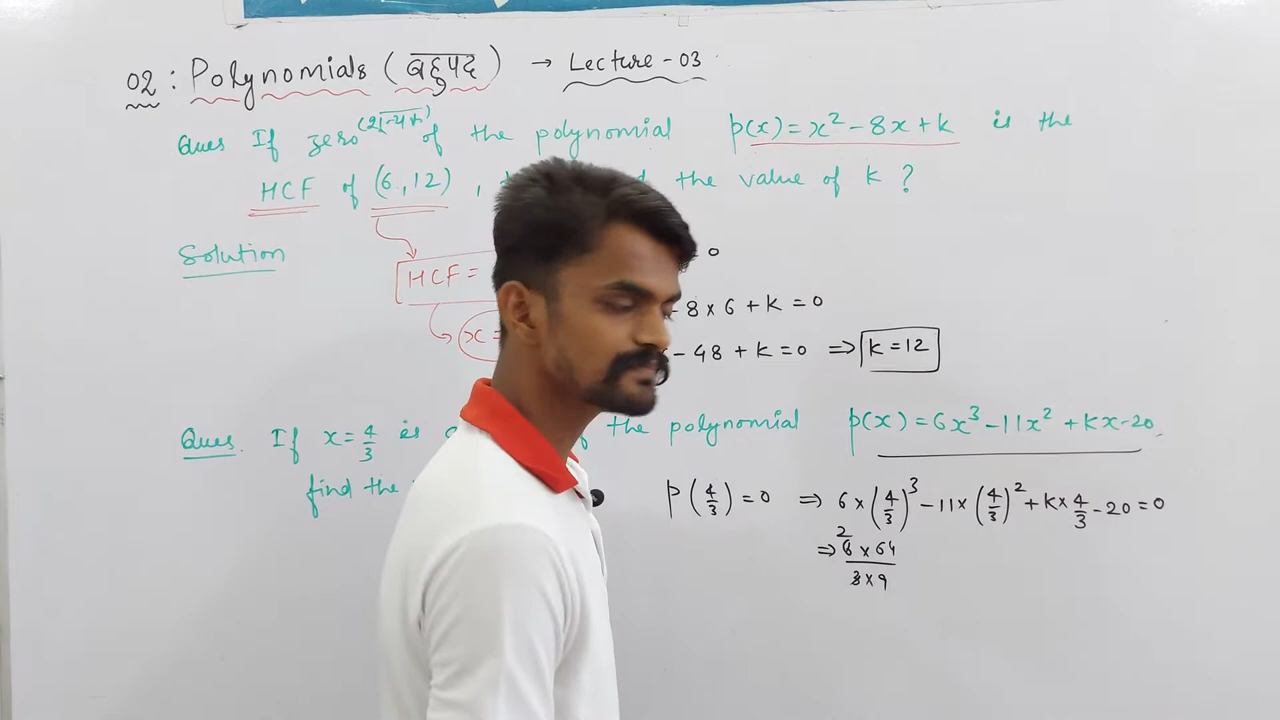 02 : Polynomials (बहुपद) → Lecture - 03
Ques If zero (शून्यक) of the polynomial p(x) = x² - 8x + k is the
HCF of (6, 12) , the value of k ?
Solution
HCF =
0
x =
- 8 × 6 + k = 0
- 48 + k = 0 ⇒ k = 12
Ques. If x = 4/3 is of the polynomial p(x) = 6x³ - 11x² + kx - 20
find the
p(4/3) = 0 ⇒ 6 × (4/3)³ - 11 × (4/3)² + k × 4/3 - 20 = 0
2
⇒ 6 × 64
3 × 9